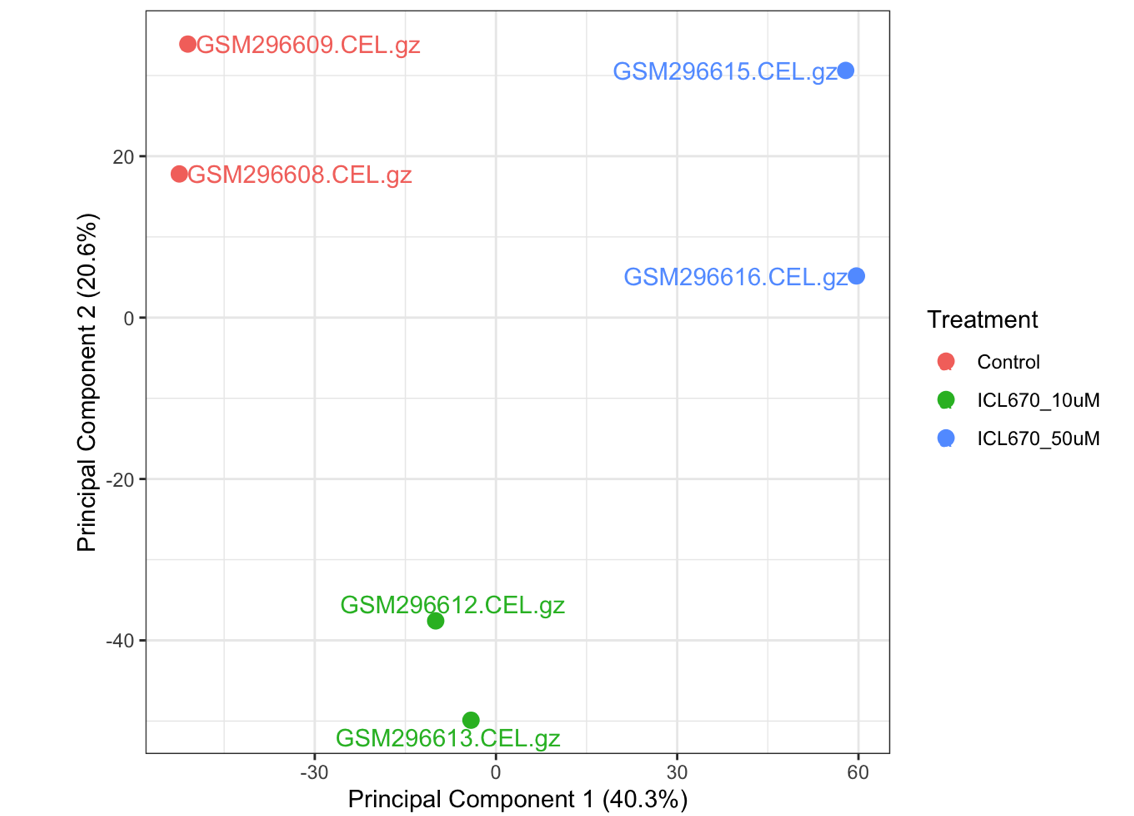 GSM296609.CEL.gz
GSM296615.CEL.gz
20
GSM296608.CEL.gz
GSM296616.CEL.gz
0
Principal Component 2 (20.6%)
-20
GSM296612.CEL.gz
-40
GSM296613.CEL.gz
-30
0
30
60
Principal Component 1 (40.3%)
Treatment
Control
ICL670_10uM
ICL670_50uM